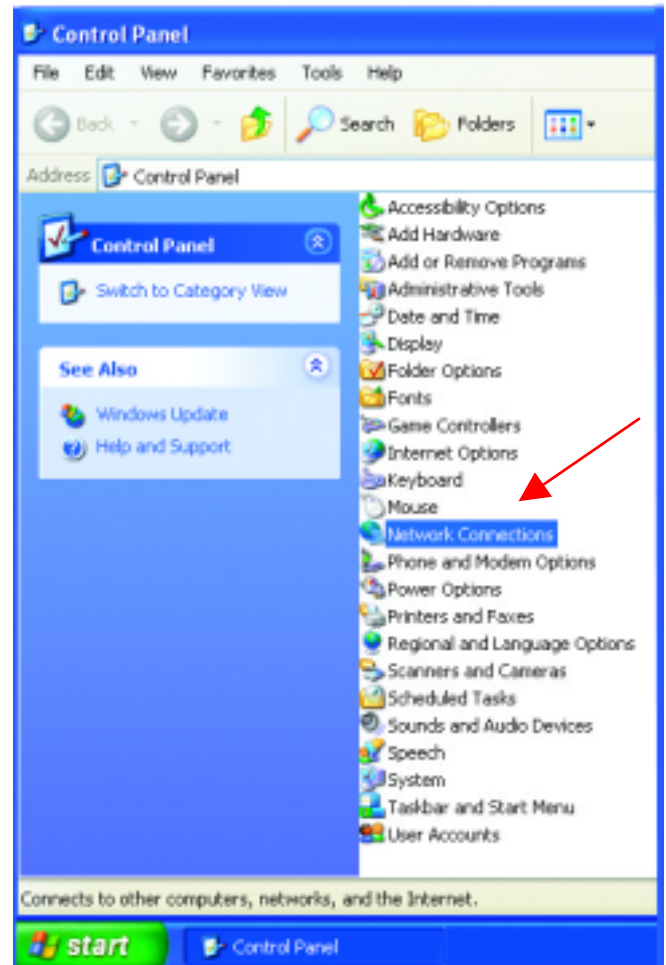 Control Panel
File Edit View Favorites Tools Help
Back Search Folders
Address Control Panel
Control Panel
Switch to Category View
See Also
Windows Update
Help and Support
Accessibility Options
Add Hardware
Add or Remove Programs
Administrative Tools
Date and Time
Display
Folder Options
Fonts
Game Controllers
Internet Options
Keyboard
Mouse
Network Connections
Phone and Modem Options
Power Options
Printers and Faxes
Regional and Language Options
Scanners and Cameras
Scheduled Tasks
Sounds and Audio Devices
Speech
System
Taskbar and Start Menu
User Accounts
Connects to other computers, networks, and the Internet.
start Control Panel